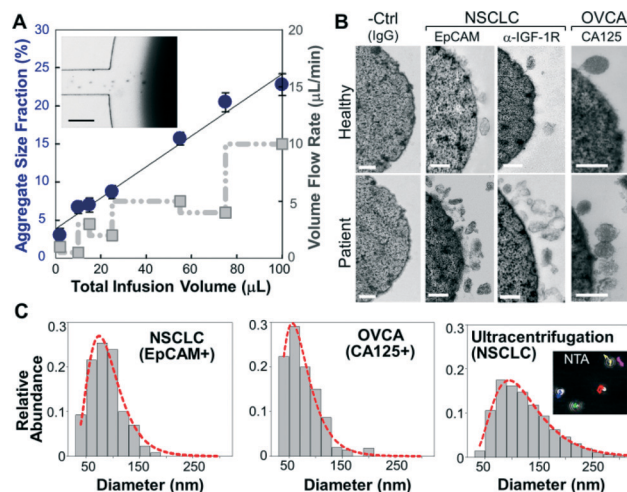 A
Aggregate Size Fraction (%)
30
25
20
15
10
5
0
0 20 40 60 80 100
Total Infusion Volume (µL)
20
15
10
5
0
Volume Flow Rate (µL/min)
B
-Ctrl NSCLC OVCA
(IgG) EpCAM α-IGF-1R CA125
Healthy
Patient
C
Relative
Abundance
0.3
0.2
0.1
0
NSCLC
(EpCAM+)
50 150 250
Diameter (nm)
0.3
0.2
0.1
0
OVCA
(CA125+)
50 150 250
Diameter (nm)
0.3
0.2
0.1
0
Ultracentrifugation
(NSCLC)
NTA
50 150 250
Diameter (nm)